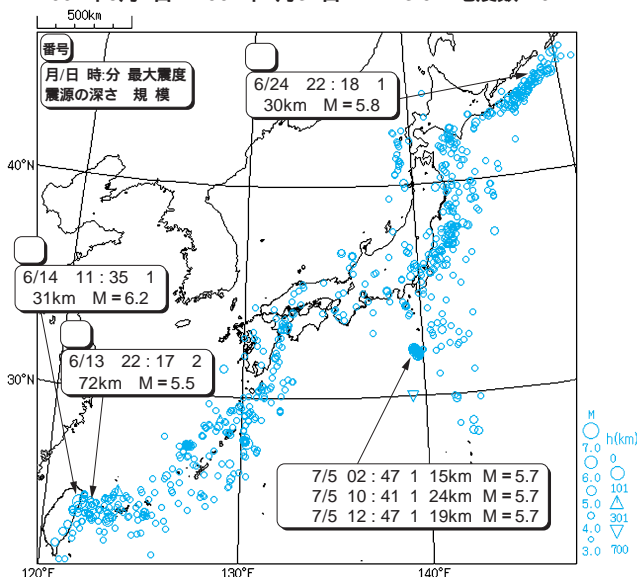 500km
番号
月/日 時:分 最大震度
震源の深さ 規 模
6/24 22:18 1
30km M=5.8
40°N
6/14 11:35 1
31km M=6.2
6/13 22:17 2
72km M=5.5
30°N
7/5 02:47 1 15km M=5.7
7/5 10:41 1 24km M=5.7
7/5 12:47 1 19km M=5.7
M
7.0
6.0
5.0
4.0
3.0
h(km)
0
101
301
700
120°E
130°E
140°E